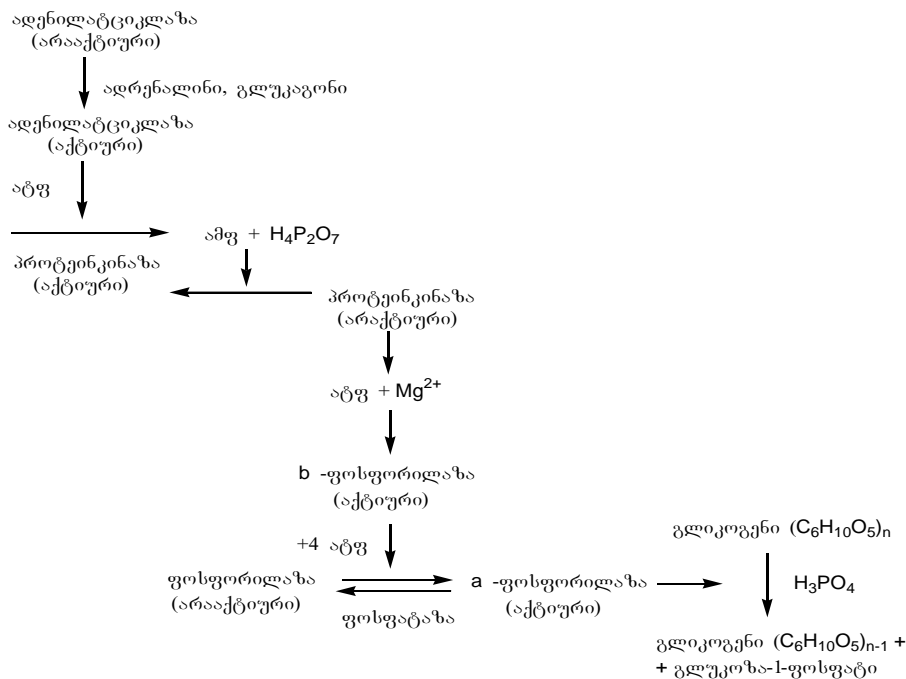 ადენილატციკლაზა
(არააქტიური)
ადრენალინი, გლუკაგონი
ადენილატციკლაზა
(აქტიური)
ატფ
ამფ + H₄P₂O₇
პროტეინკინაზა
(აქტიური)
პროტეინკინაზა
(არაქტიური)
ატფ + Mg²⁺
b -ფოსფორილაზა
(აქტიური)
+4 ატფ
გლიკოგენი (C₆H₁₀O₅)ₙ
ფოსფორილაზა
(არააქტიური)
a -ფოსფორილაზა
(აქტიური)
H₃PO₄
ფოსფატაზა
გლიკოგენი (C₆H₁₀O₅)ₙ₋₁ +
+ გლუკოზა-1-ფოსფატი